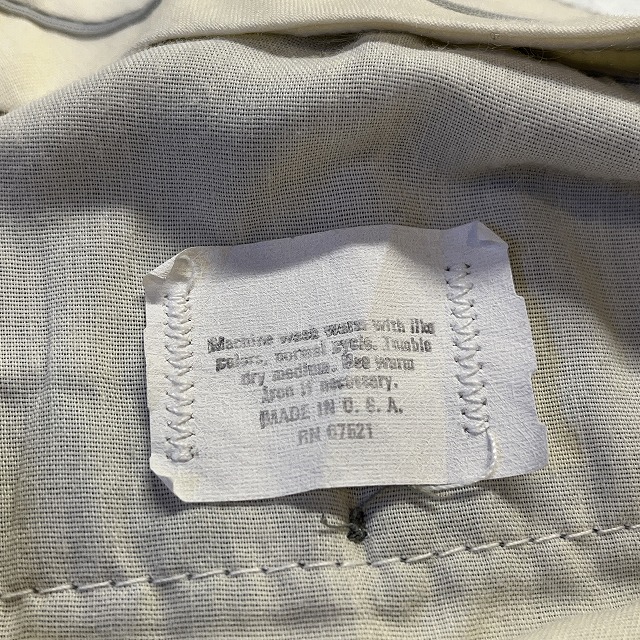 Machine wash warm with like
colors, normal cycle. Tumble
dry medium. Use warm
iron if necessary.
MADE IN U. S. A.
RN 67521